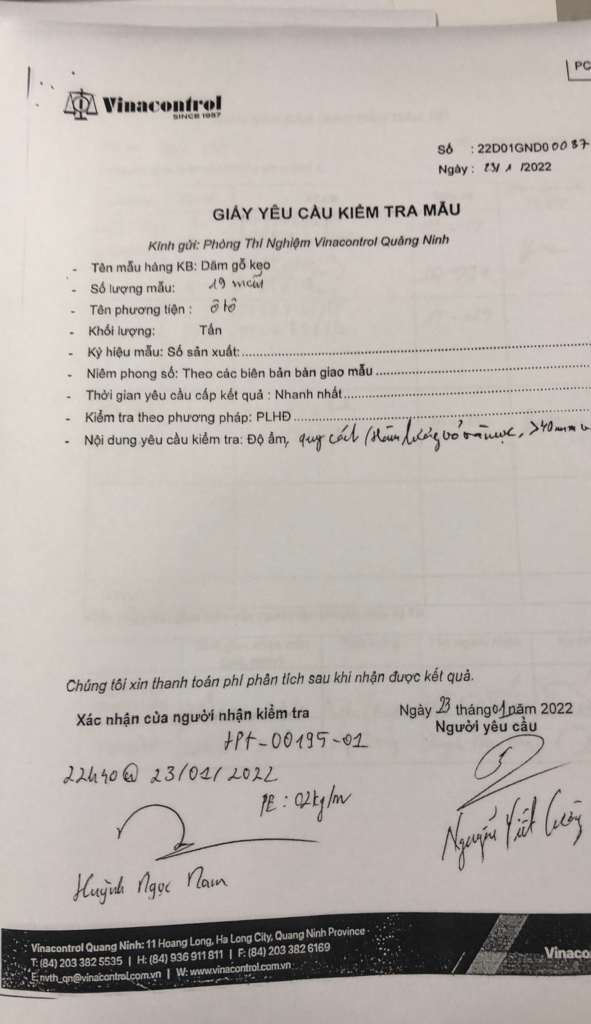 PC
Vinacontrol
SINCE 1957
Số : 22D01GND00087
Ngày : 23/ 1 /2022
GIẤY YÊU CẦU KIỂM TRA MẪU
Kính gửi: Phòng Thí Nghiệm Vinacontrol Quảng Ninh
- Tên mẫu hàng KB: Dăm gỗ keo
- Số lượng mẫu: 19 mẫu
- Tên phương tiện : ô tô
- Khối lượng: Tấn
- Ký hiệu mẫu: Số sản xuất:
- Niêm phong số: Theo các biên bản bàn giao mẫu
- Thời gian yêu cầu cấp kết quả : Nhanh nhất
- Kiểm tra theo phương pháp: PLHĐ
- Nội dung yêu cầu kiểm tra: Độ ẩm, quy cách (Hàm lượng vỏ >40mm
Chúng tôi xin thanh toán phí phân tích sau khi nhận được kết quả.
Ngày 23 tháng 01 năm 2022
Xác nhận của người nhận kiểm tra
Người yêu cầu
-00195-01
22h40 @ 23/01/2022
PE : 02kg/m
Nguyễn Viết Cường
Huỳnh Ngọc Nam
Vinacontrol Quang Ninh: 11 Hoang Long, Ha Long City, Quang Ninh Province
T: (84) 203 382 5535 | H: (84) 936 911 811 | F: (84) 203 382 6169
E: nvth_qn@vinacontrol.com.vn | W: www.vinacontrol.com.vn
Vinaco